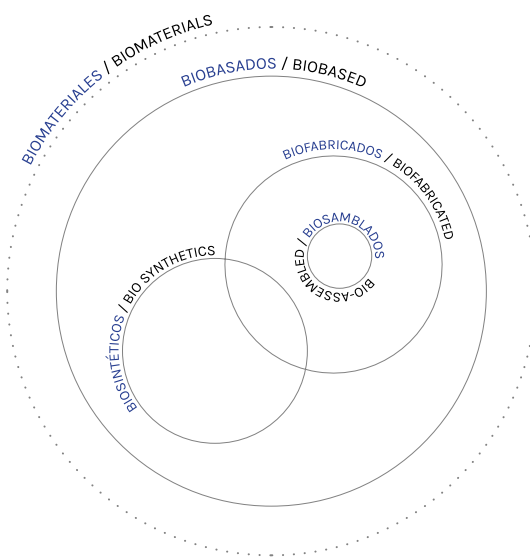 BIOMATERIALES / BIOMATERIALS
BIOBASADOS / BIOBASED
BIOFABRICADOS / BIOFABRICATED
BIOSAMBLADOS
BIO-ASSEMBLED /
BIOSINTÉTICOS / BIO SYNTHETICS